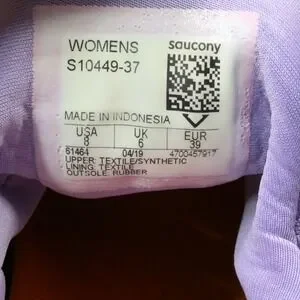 WOMENS saucony
S10449-37
MADE IN INDONESIA
USA UK EUR
8 6 39
61464 04/19 4700457917
UPPER: TEXTILE/SYNTHETIC
LINING: TEXTILE
OUTSOLE: RUBBER